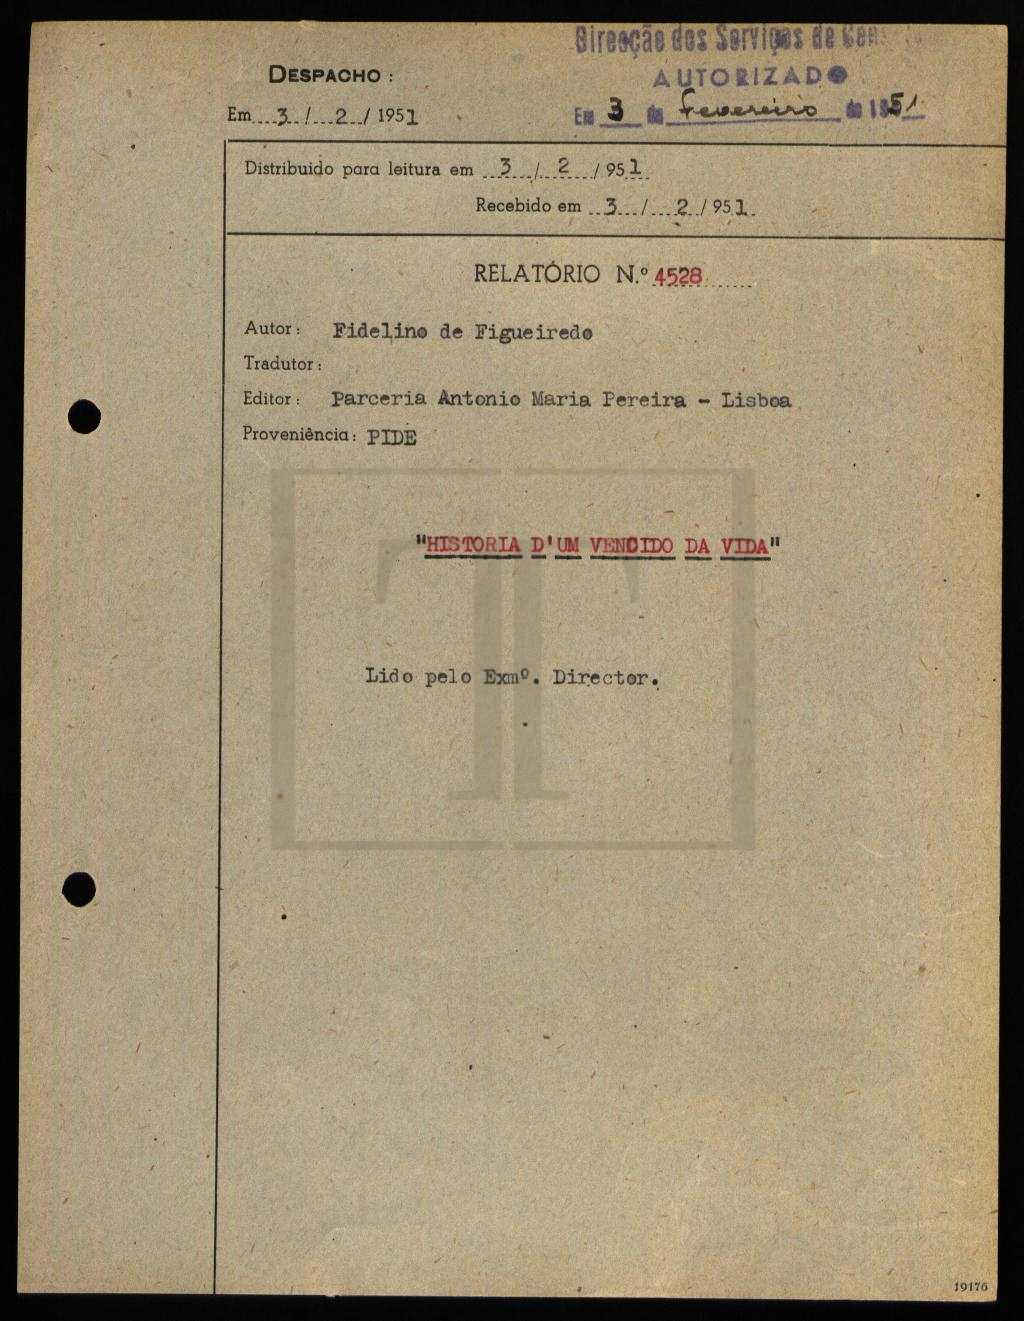 Direcção dos Serviços de
AUTORIZADO
Em 3 de fevereiro de 1951
DESPACHO:
Em 3 / 2 / 1951
Distribuido para leitura em 3 / 2 / 951
Recebido em 3 / 2 / 951
RELATÓRIO N.º 4528
Autor: Fidelino de Figueiredo
Tradutor:
Editor: Parceria Antonio Maria Pereira - Lisboa
Proveniência: PIDE
"HISTORIA D'UM VENCIDO DA VIDA"
Lido pelo Exmº. Director.
19176